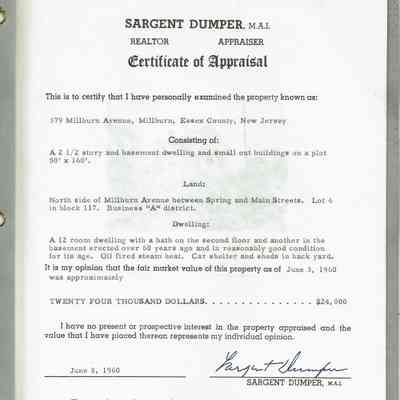 SARGENT DUMPER, M.A.I.
REALTOR APPRAISER
Certificate of Appraisal
This is to certify that I have personally examined the property known as:
379 Millburn Avenue, Millburn, Essex County, New Jersey
Consisting of:
A 2 1/2 story and basement dwelling and small out buildings on a plot
50' x 160'.
Land:
North side of Millburn Avenue between Spring and Main Streets. Lot 6
in block 117. Business "A" district.
Dwelling:
A 12 room dwelling with a bath on the second floor and another in the
basement erected over 60 years ago and in reasonably good condition
for its age. Oil fired steam heat. Car shelter and sheds in back yard.
It is my opinion that the fair market value of this property as of June 3, 1960
was approximately
TWENTY FOUR THOUSAND DOLLARS. . . . . . . . . . . . . . . $24,000
I have no present or prospective interest in the property appraised and the
value that I have placed thereon represents my individual opinion.
June 8, 1960 Sargent Dumper
SARGENT DUMPER, M.A.I.